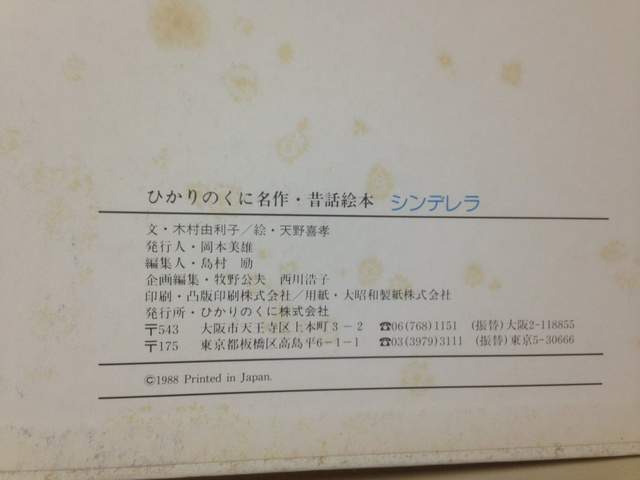 ひかりのくに名作・昔話絵本 シンデレラ
文・木村由利子／絵・天野喜孝
発行人・岡本美雄
編集人・島村 励
企画編集・牧野公夫 西川浩子
印刷・凸版印刷株式会社／用紙・大昭和製紙株式会社
発行所・ひかりのくに株式会社
〒543 大阪市天王寺区上本町3-2 ☎06(768)1151 (振替)大阪2-118855
〒175 東京都板橋区高島平6-1-1 ☎03(3979)3111 (振替)東京5-30666
©1988 Printed in Japan.